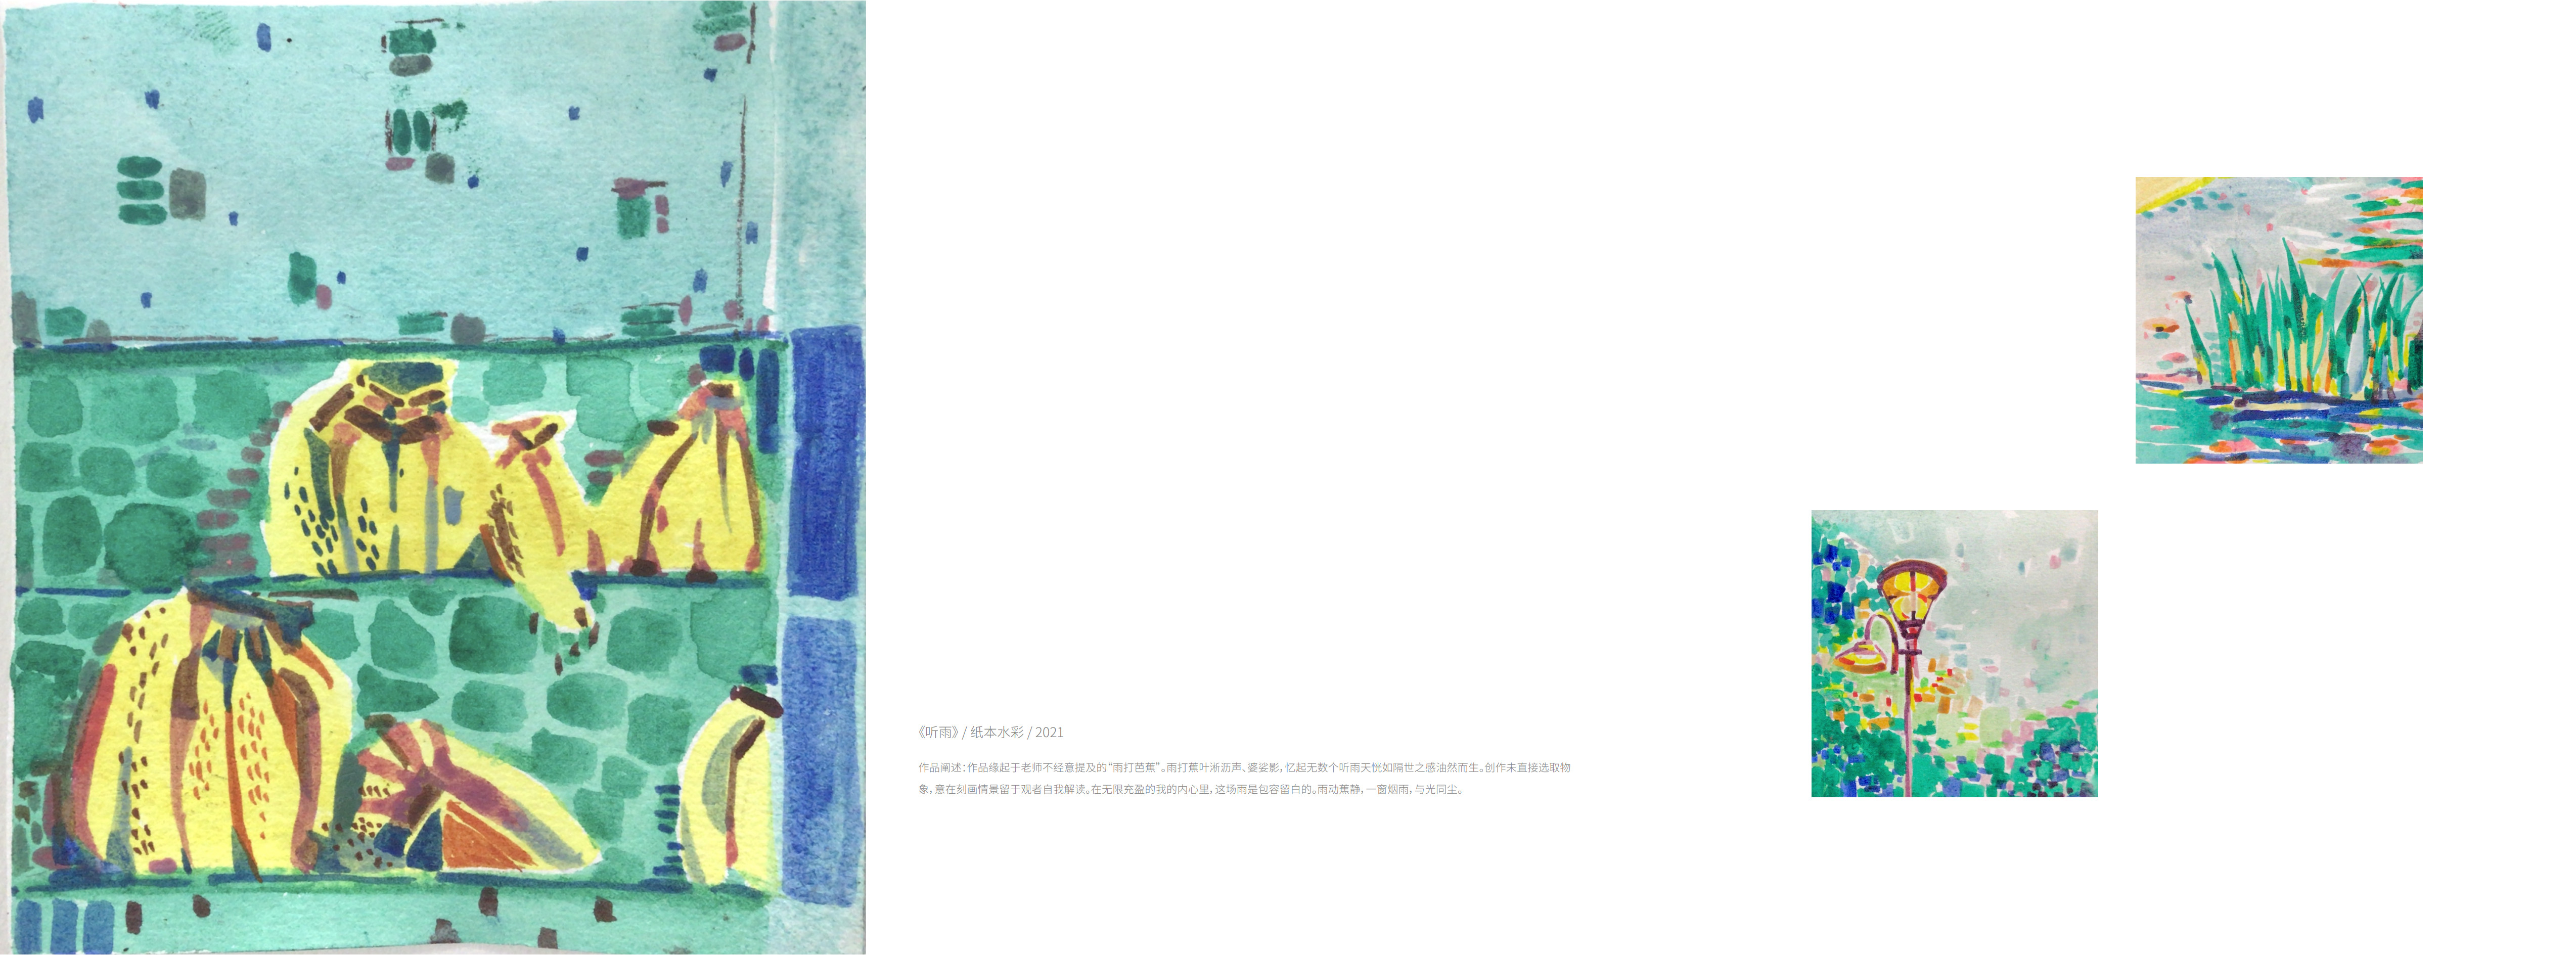 《听雨》 / 纸本水彩 / 2021
作品阐述：作品缘起于老师不经意提及的“雨打芭蕉”。雨打蕉叶淅沥声、婆娑影，忆起无数个听雨天恍如隔世之感油然而生。创作未直接选取物
象，意在刻画情景留于观者自我解读。在无限充盈的我的内心里，这场雨是包容留白的。雨动蕉静，一窗烟雨，与光同尘。